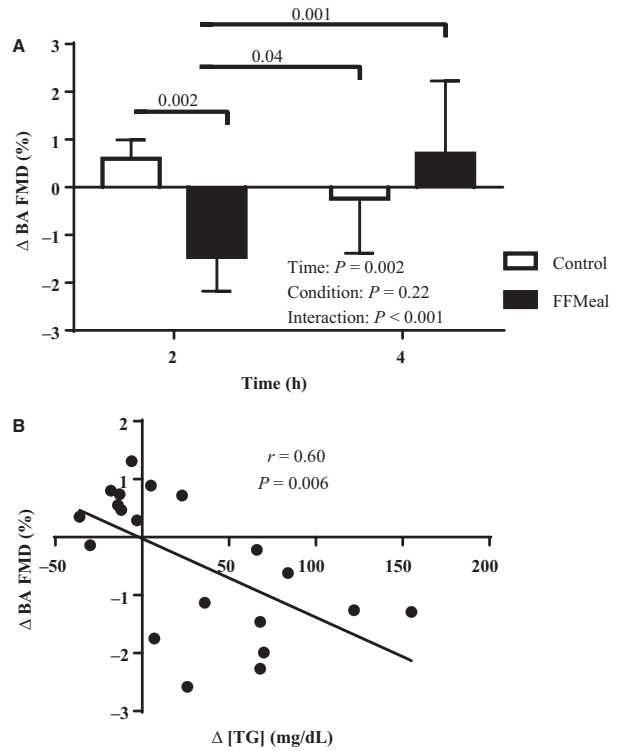 A
0.001
0.04
0.002
3
2
1
0
–1
–2
–3
Δ BA FMD (%)
Time: P = 0.002
Condition: P = 0.22
Interaction: P < 0.001
Control
FFMeal
2
4
Time (h)
B
2
1
–1
–2
–3
Δ BA FMD (%)
r = 0.60
P = 0.006
–50
50
100
150
200
Δ [TG] (mg/dL)